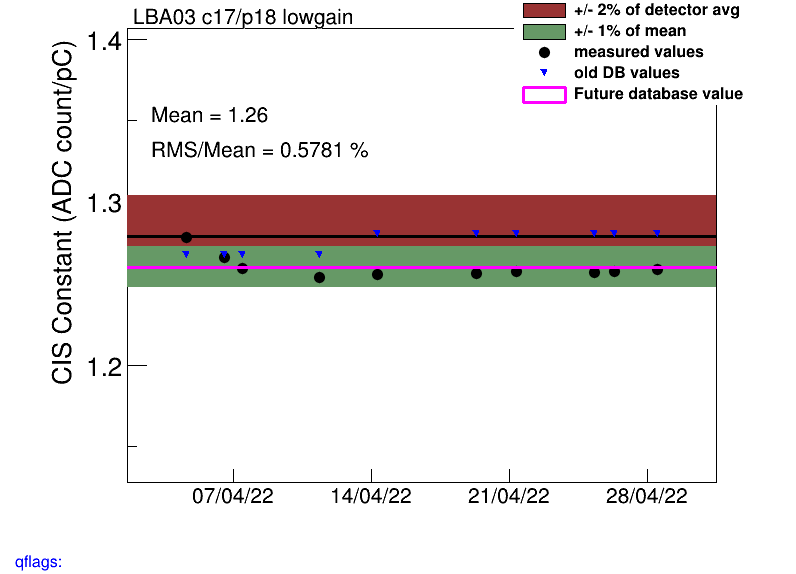 LBA03 c17/p18 lowgain
+/- 2% of detector avg
+/- 1% of mean
measured values
old DB values
Future database value
Mean = 1.26
RMS/Mean = 0.5781 %
CIS Constant (ADC count/pC)
1.4
1.3
1.2
07/04/22 14/04/22 21/04/22 28/04/22
qflags: